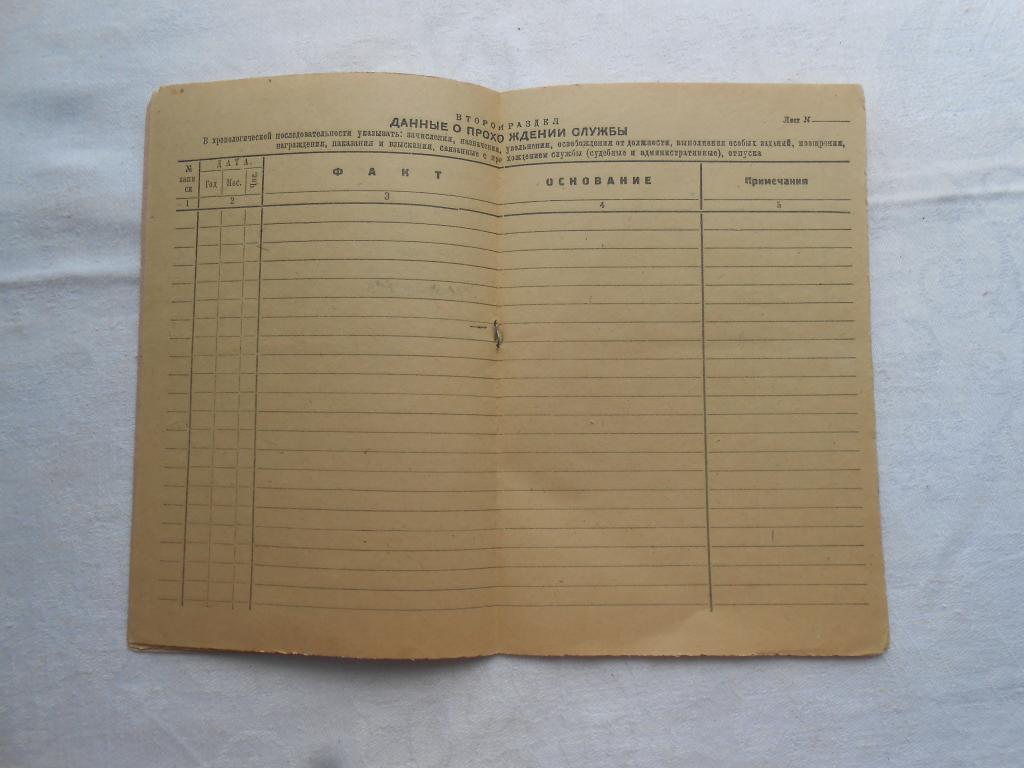 ВТОРОЙ РАЗДЕЛ
Лист №
ДАННЫЕ О ПРОХОЖДЕНИИ СЛУЖБЫ
В хронологической последовательности указывать: зачисления, назначения, увольнения, освобождения от должности, выполнения особых заданий, поощрения,
награждения, наказания и взыскания, связанные с прохождением службы (судебные и административные), отпуска
№ запи си
ДАТА.
Год Мес. Чис.
ФАКТ
ОСНОВАНИЕ
Примечания
1 2 3 4 5